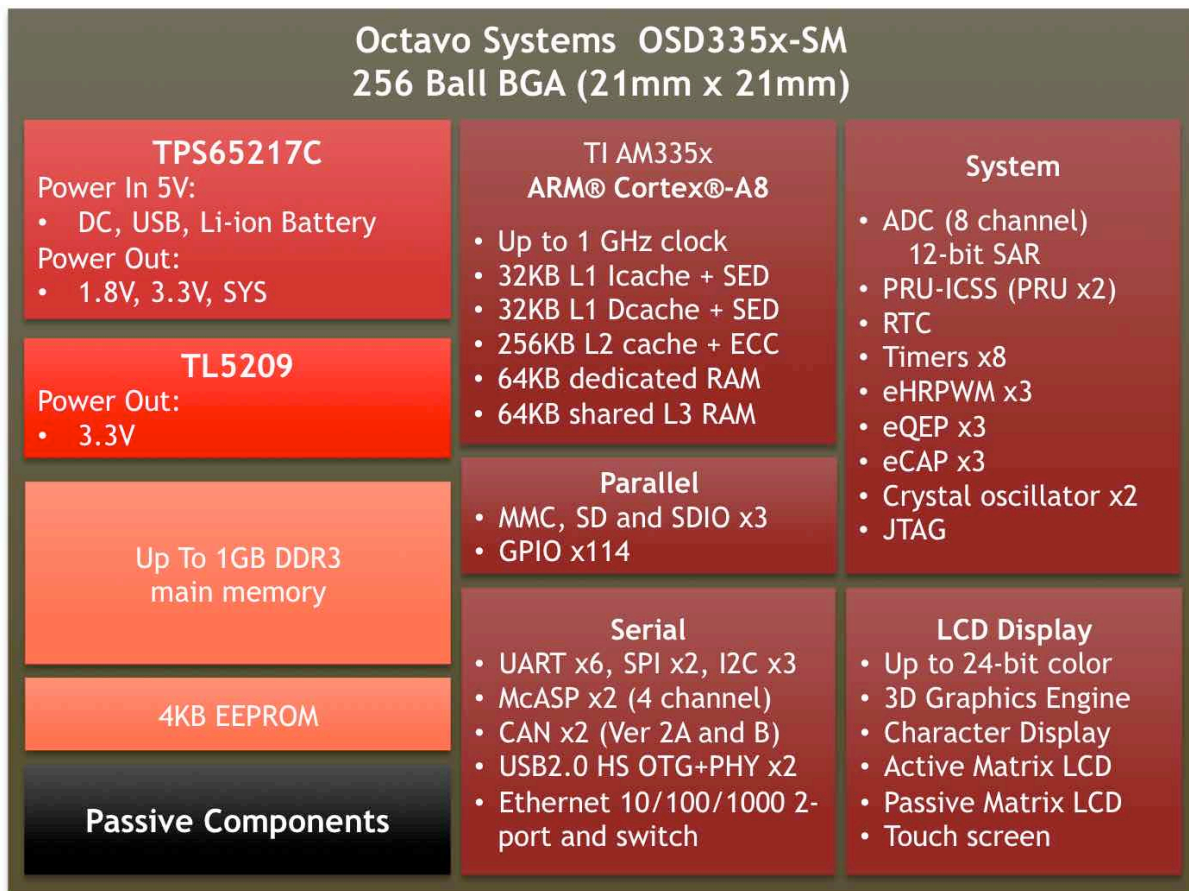 Octavo Systems OSD335x-SM
256 Ball BGA (21mm x 21mm)
TPS65217C
Power In 5V:
• DC, USB, Li-ion Battery
Power Out:
• 1.8V, 3.3V, SYS
TL5209
Power Out:
• 3.3V
Up To 1GB DDR3
main memory
4KB EEPROM
Passive Components
TI AM335x
ARM® Cortex®-A8
• Up to 1 GHz clock
• 32KB L1 Icache + SED
• 32KB L1 Dcache + SED
• 256KB L2 cache + ECC
• 64KB dedicated RAM
• 64KB shared L3 RAM
Parallel
• MMC, SD and SDIO x3
• GPIO x114
Serial
• UART x6, SPI x2, I2C x3
• McASP x2 (4 channel)
• CAN x2 (Ver 2A and B)
• USB2.0 HS OTG+PHY x2
• Ethernet 10/100/1000 2-
port and switch
System
• ADC (8 channel)
12-bit SAR
• PRU-ICSS (PRU x2)
• RTC
• Timers x8
• eHRPWM x3
• eQEP x3
• eCAP x3
• Crystal oscillator x2
• JTAG
LCD Display
• Up to 24-bit color
• 3D Graphics Engine
• Character Display
• Active Matrix LCD
• Passive Matrix LCD
• Touch screen